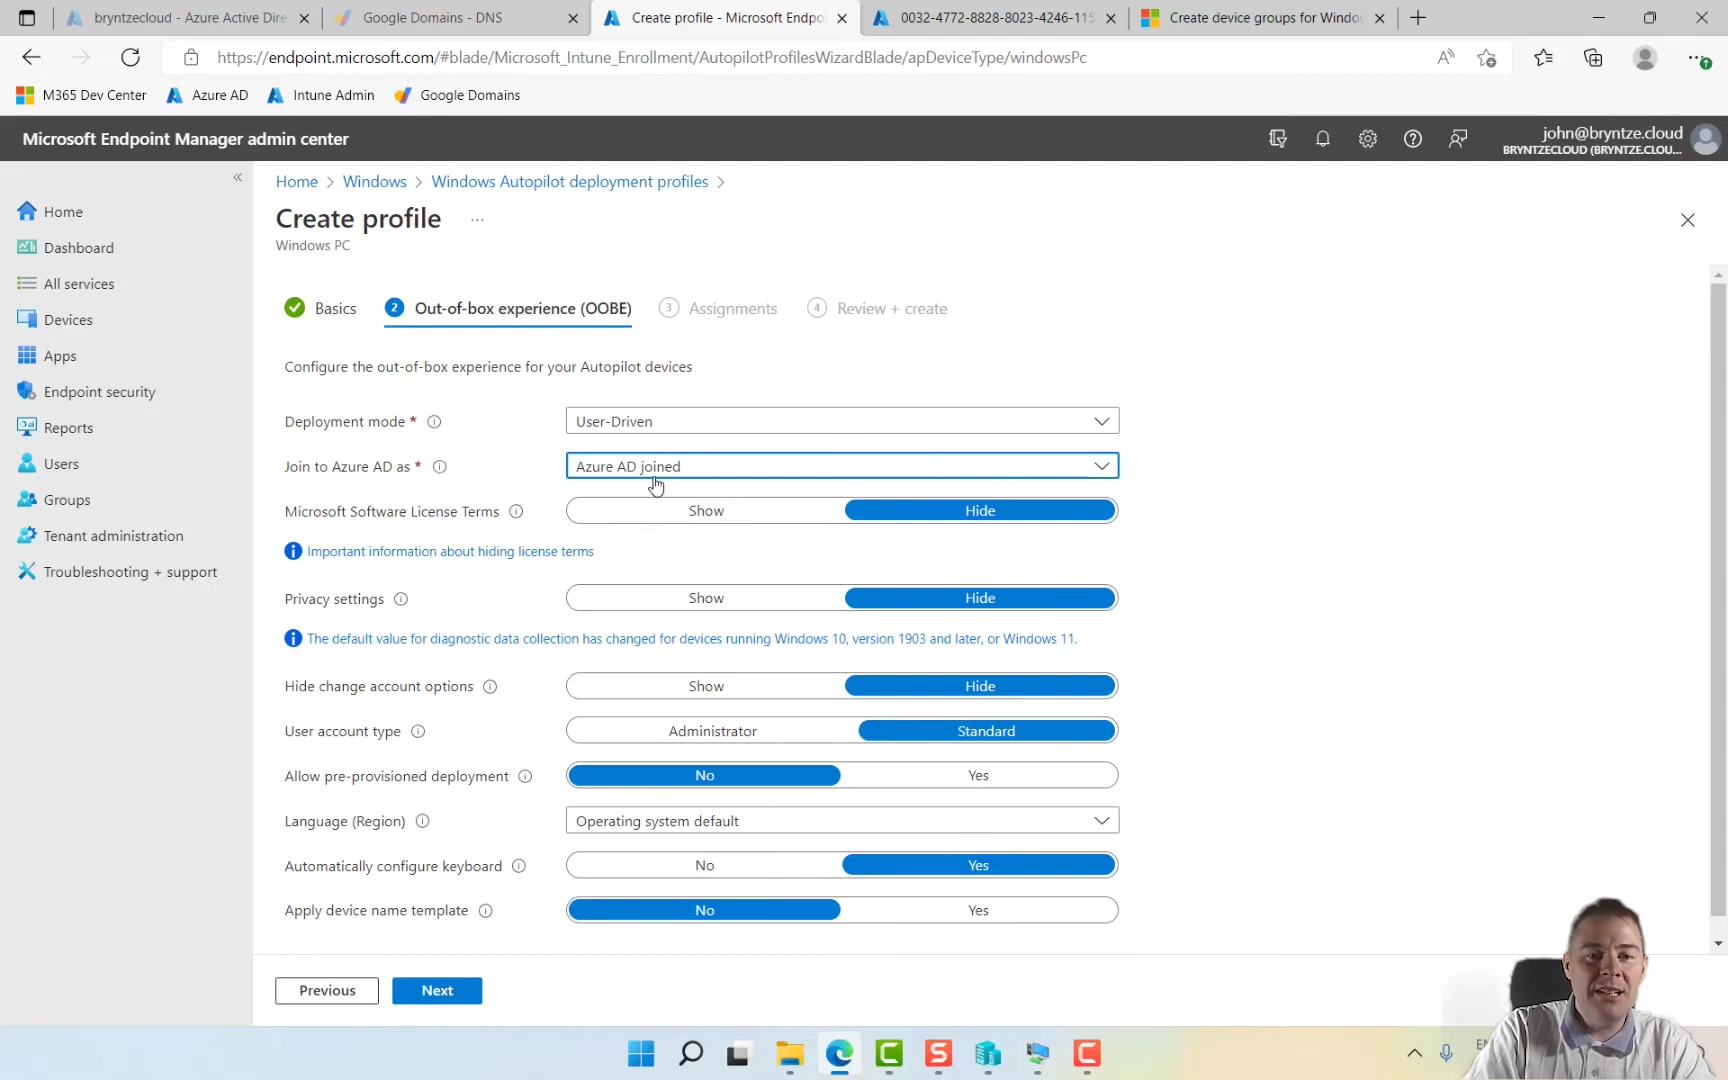 bryntzecloud - Azure Active Dire
Google Domains - DNS
Create profile - Microsoft Endpo
0032-4772-8828-8023-4246-115
Create device groups for Windo
https://endpoint.microsoft.com/#blade/Microsoft_Intune_Enrollment/AutopilotProfilesWizardBlade/apDeviceType/windowsPc
M365 Dev Center
Azure AD
Intune Admin
Google Domains
Microsoft Endpoint Manager admin center
john@bryntze.cloud
BRYNTZECLOUD (BRYNTZE.CLOU...
Home
Dashboard
All services
Devices
Apps
Endpoint security
Reports
Users
Groups
Tenant administration
Troubleshooting + support
Home > Windows > Windows Autopilot deployment profiles >
Create profile ...
Windows PC
Basics
2 Out-of-box experience (OOBE)
3 Assignments
4 Review + create
Configure the out-of-box experience for your Autopilot devices
Deployment mode * User-Driven
Join to Azure AD as * Azure AD joined
Microsoft Software License Terms Show Hide
Important information about hiding license terms
Privacy settings Show Hide
The default value for diagnostic data collection has changed for devices running Windows 10, version 1903 and later, or Windows 11.
Hide change account options Show Hide
User account type Administrator Standard
Allow pre-provisioned deployment No Yes
Language (Region) Operating system default
Automatically configure keyboard No Yes
Apply device name template No Yes
Previous
Next